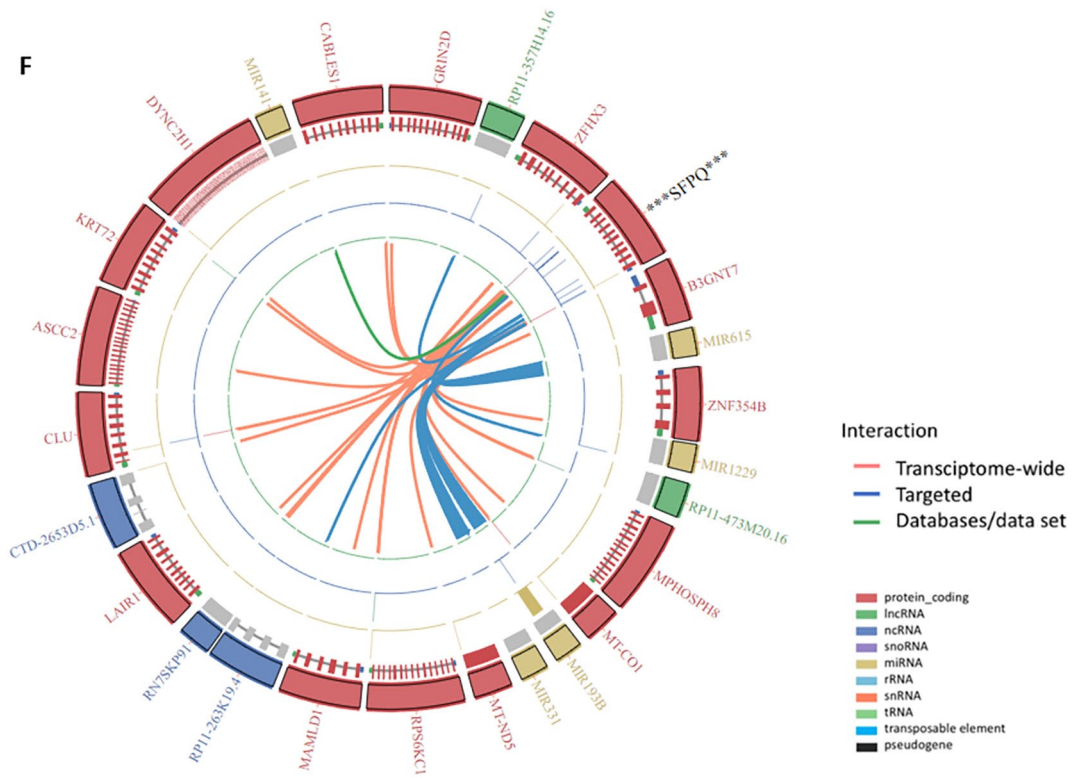 F
MIR141
CABLES1
GRIN2D
RP11-357H14.16
ZFHX3
***SFPQ***
B3GNT7
MIR615
ZNF354B
MIR1229
RP11-473M20.16
MPHOSPH8
MT-CO1
MIR193B
MIR331
MT-ND5
RPS6KC1
MAMLD1
RP11-263K19.4
RN7SKP91
LAIR1
CTD-2653D5.1
CLU
ASCC2
KRT72
DYNC2H1
Interaction
Transciptome-wide
Targeted
Databases/data set
protein_coding
lncRNA
ncRNA
snoRNA
miRNA
rRNA
snRNA
tRNA
transposable element
pseudogene